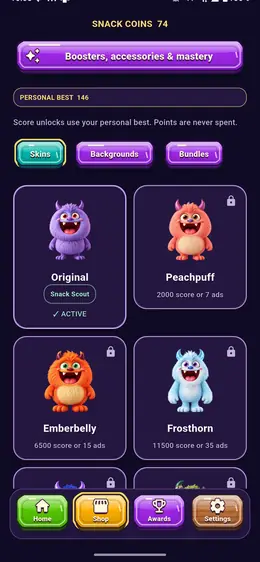 SNACK COINS 74
Boosters, accessories & mastery
PERSONAL BEST 146
Score unlocks use your personal best. Points are never spent.
Skins
Backgrounds
Bundles
Original
Snack Scout
✓ ACTIVE
Peachpuff
2000 score or 7 ads
Emberbelly
6500 score or 15 ads
Frosthorn
11500 score or 35 ads
Home
Shop
Awards
Settings